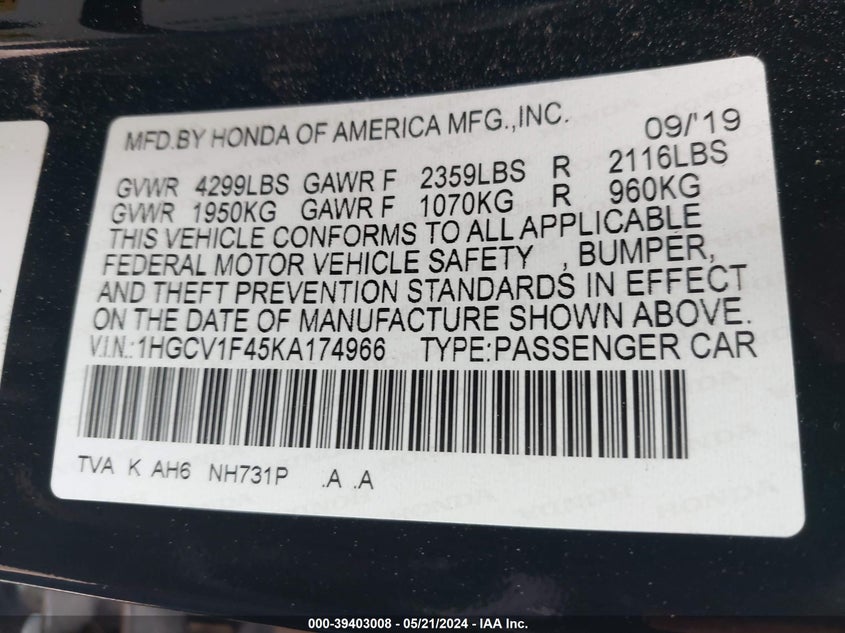 MFD.BY HONDA OF AMERICA MFG.,INC. 09/'19
GVWR 4299LBS GAWR F 2359LBS R 2116LBS
GVWR 1950KG GAWR F 1070KG R 960KG
THIS VEHICLE CONFORMS TO ALL APPLICABLE
FEDERAL MOTOR VEHICLE SAFETY , BUMPER,
AND THEFT PREVENTION STANDARDS IN EFFECT
ON THE DATE OF MANUFACTURE SHOWN ABOVE.
V.I.N.:1HGCV1F45KA174966 TYPE:PASSENGER CAR
TVA K AH6 NH731P .A .A
000-39403008 - 05/21/2024 - IAA Inc.